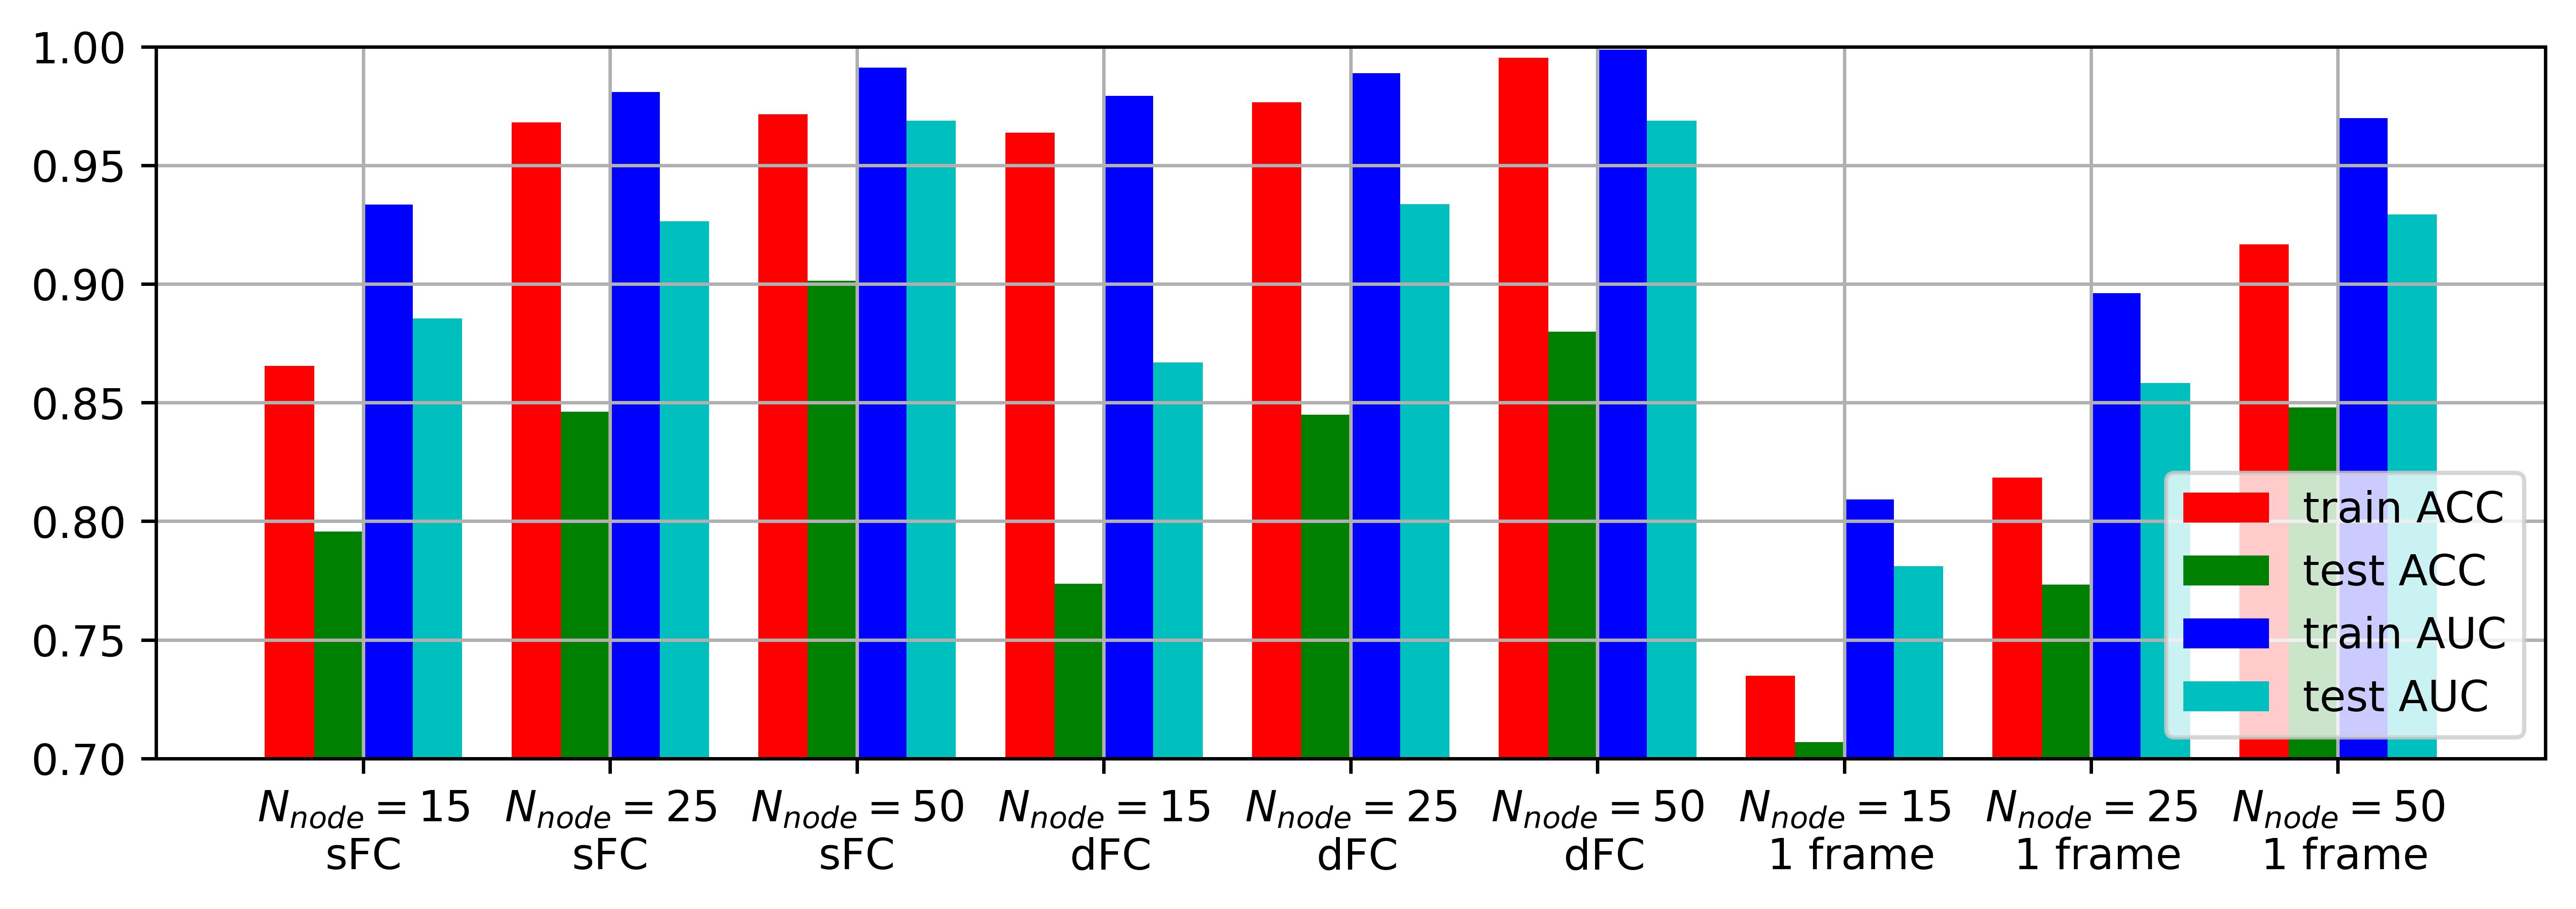 1.00
0.95
0.90
0.85
0.80
0.75
0.70
train ACC
test ACC
train AUC
test AUC
N_node = 15 N_node = 25 N_node = 50 N_node = 15 N_node = 25 N_node = 50 N_node = 15 N_node = 25 N_node = 50
sFC sFC sFC dFC dFC dFC 1 frame 1 frame 1 frame